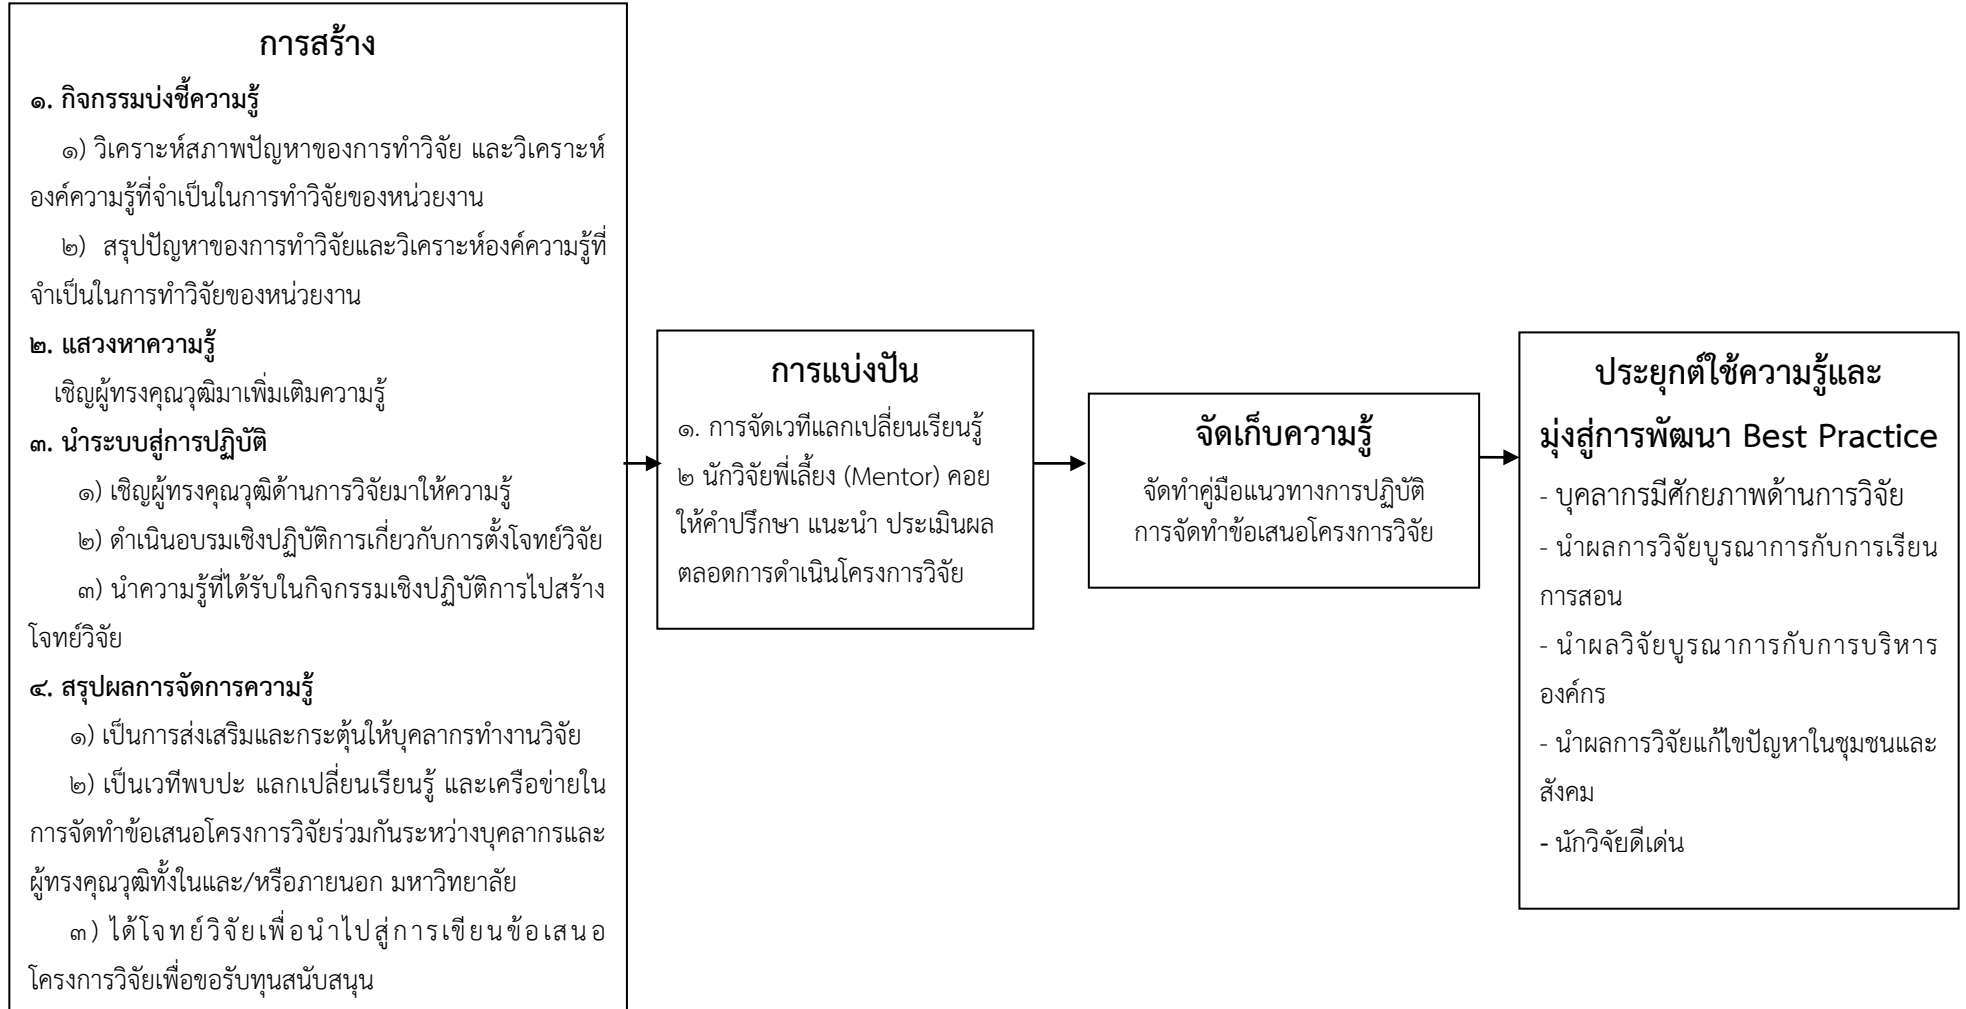 การสร้าง
๑. กิจกรรมบ่งชี้ความรู้
๑) วิเคราะห์สภาพปัญหาของการทำวิจัย และวิเคราะห์
องค์ความรู้ที่จำเป็นในการทำวิจัยของหน่วยงาน
๒) สรุปปัญหาของการทำวิจัยและวิเคราะห์องค์ความรู้ที่
จำเป็นในการทำวิจัยของหน่วยงาน
๒. แสวงหาความรู้
เชิญผู้ทรงคุณวุฒิมาเพิ่มเติมความรู้
๓. นำระบบสู่การปฏิบัติ
๑) เชิญผู้ทรงคุณวุฒิด้านการวิจัยมาให้ความรู้
๒) ดำเนินอบรมเชิงปฏิบัติการเกี่ยวกับการตั้งโจทย์วิจัย
๓) นำความรู้ที่ได้รับในกิจกรรมเชิงปฏิบัติการไปสร้าง
โจทย์วิจัย
๔. สรุปผลการจัดการความรู้
๑) เป็นการส่งเสริมและกระตุ้นให้บุคลากรทำงานวิจัย
๒) เป็นเวทีพบปะ แลกเปลี่ยนเรียนรู้ และเครือข่ายใน
การจัดทำข้อเสนอโครงการวิจัยร่วมกันระหว่างบุคลากรและ
ผู้ทรงคุณวุฒิทั้งในและ/หรือภายนอก มหาวิทยาลัย
๓) ได้โจทย์วิจัยเพื่อนำไปสู่การเขียนข้อเสนอ
โครงการวิจัยเพื่อขอรับทุนสนับสนุน
การแบ่งปัน
๑. การจัดเวทีแลกเปลี่ยนเรียนรู้
๒ นักวิจัยพี่เลี้ยง (Mentor) คอย
ให้คำปรึกษา แนะนำ ประเมินผล
ตลอดการดำเนินโครงการวิจัย
จัดเก็บความรู้
จัดทำคู่มือแนวทางการปฏิบัติ
การจัดทำข้อเสนอโครงการวิจัย
ประยุกต์ใช้ความรู้และ
มุ่งสู่การพัฒนา Best Practice
- บุคลากรมีศักยภาพด้านการวิจัย
- นำผลการวิจัยบูรณาการกับการเรียน
การสอน
- นำผลวิจัยบูรณาการกับการบริหาร
องค์กร
- นำผลการวิจัยแก้ไขปัญหาในชุมชนและ
สังคม
- นักวิจัยดีเด่น